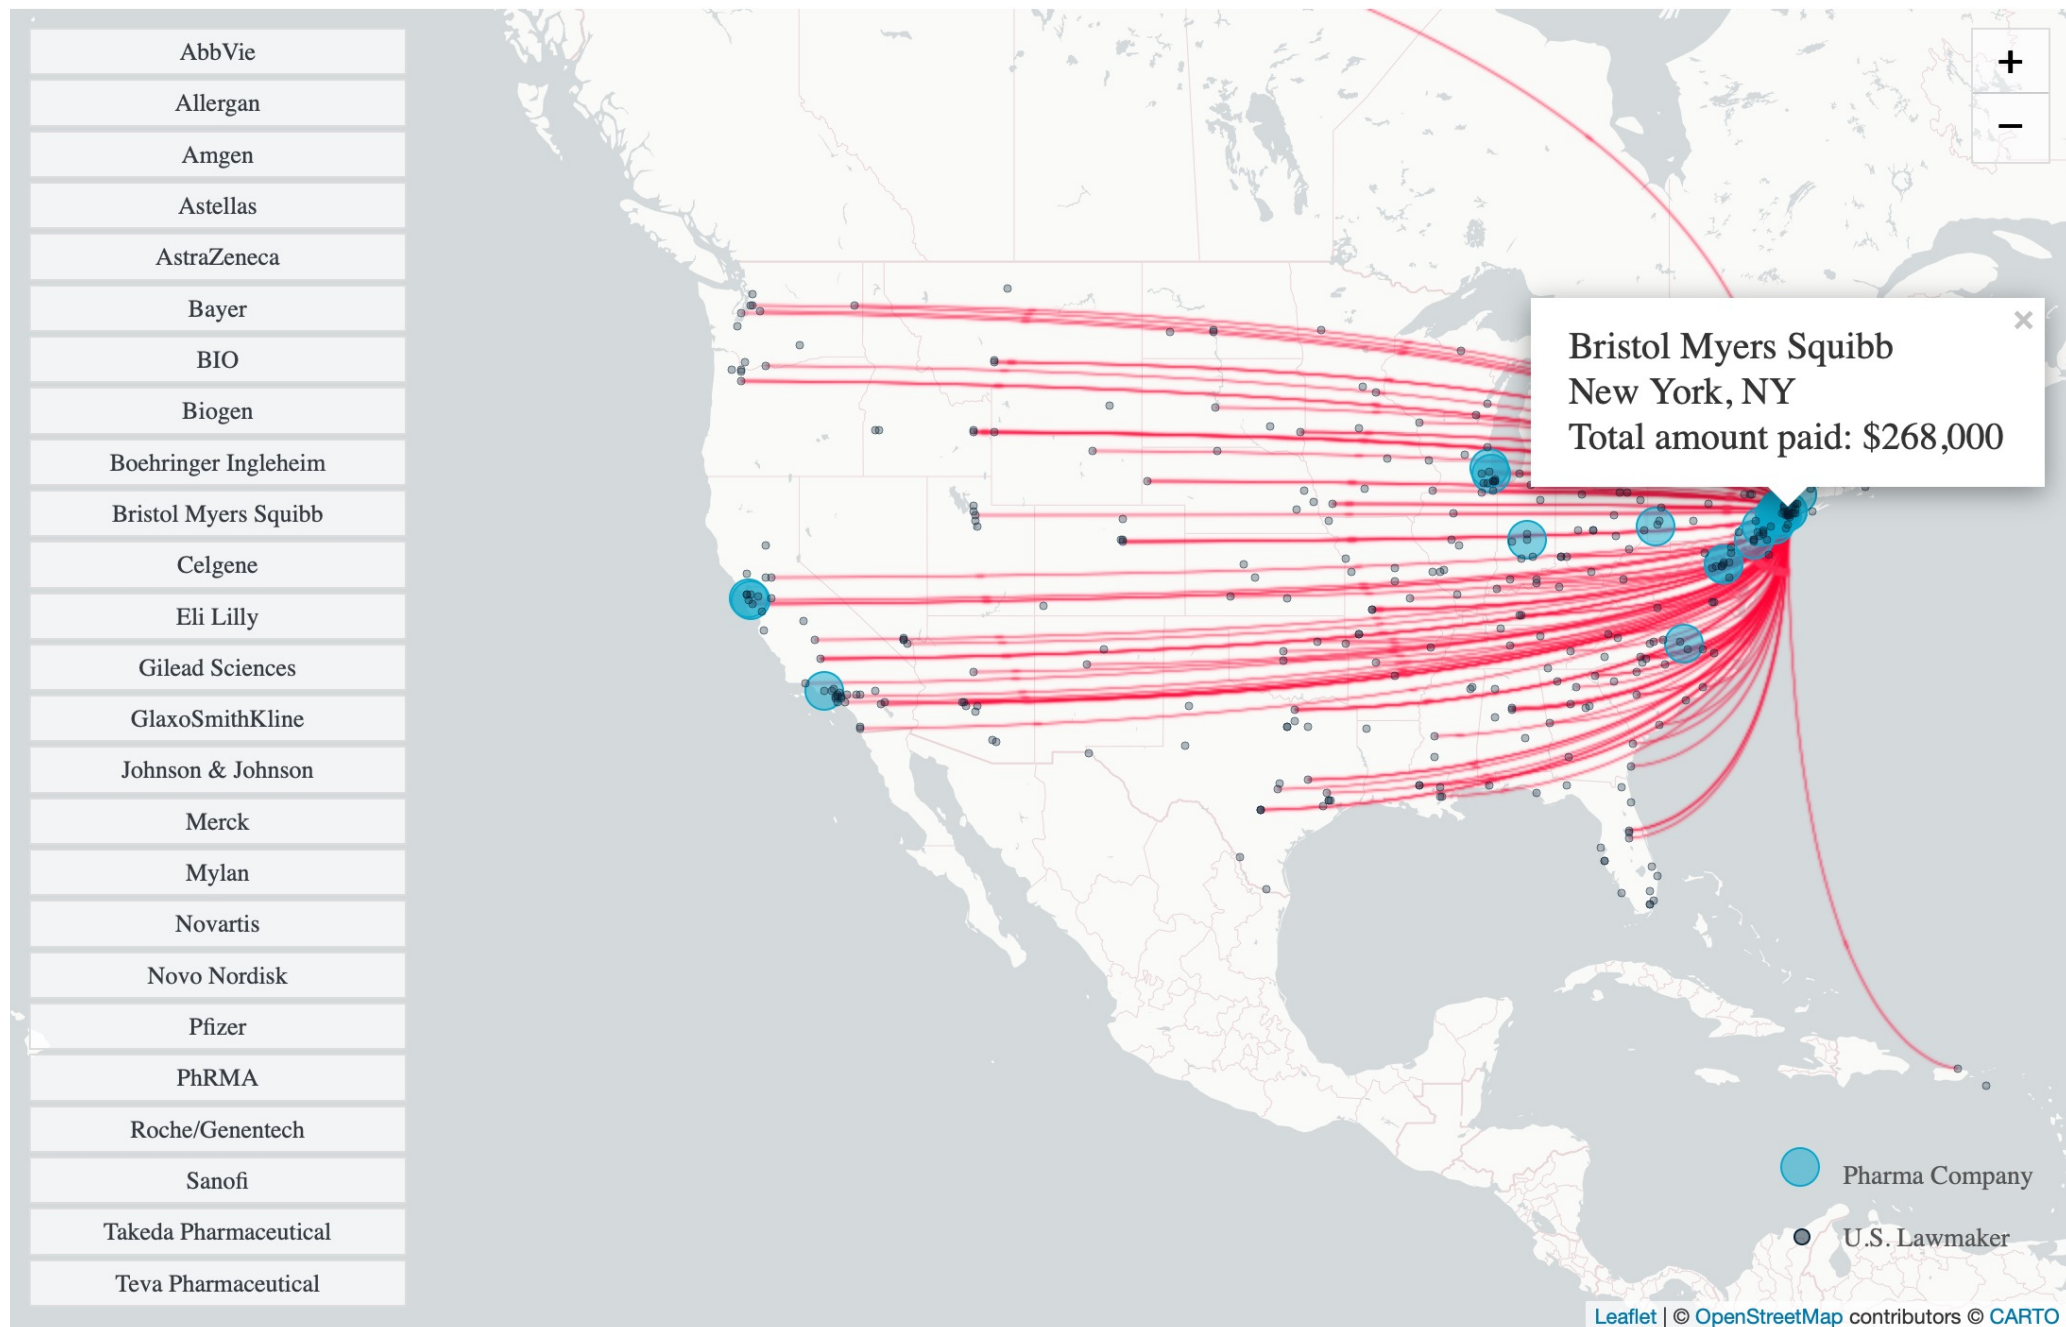 AbbVie
Allergan
Amgen
Astellas
AstraZeneca
Bayer
BIO
Biogen
Boehringer Ingleheim
Bristol Myers Squibb
Celgene
Eli Lilly
Gilead Sciences
GlaxoSmithKline
Johnson & Johnson
Merck
Mylan
Novartis
Novo Nordisk
Pfizer
PhRMA
Roche/Genentech
Sanofi
Takeda Pharmaceutical
Teva Pharmaceutical
+
−
×
Bristol Myers Squibb
New York, NY
Total amount paid: $268,000
Pharma Company
U.S. Lawmaker
Leaflet | © OpenStreetMap contributors © CARTO